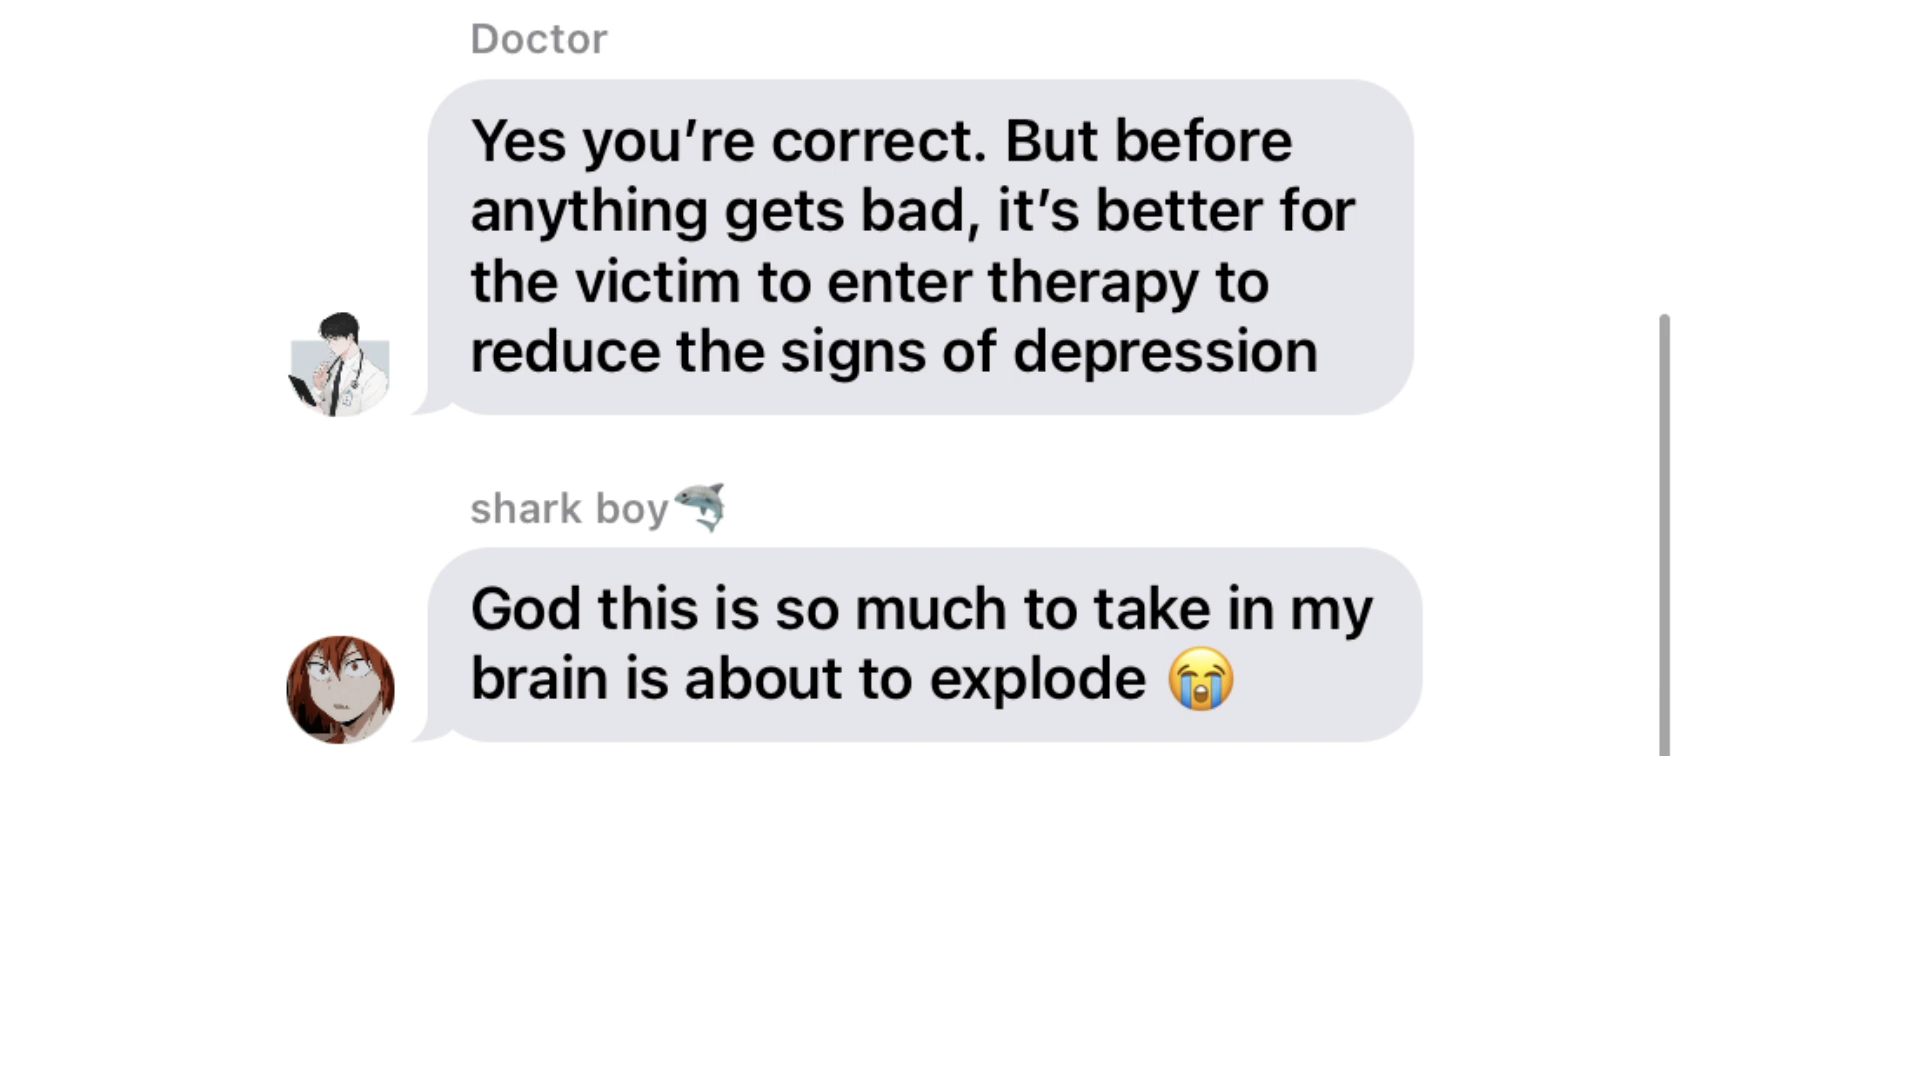 Doctor
Yes you’re correct. But before
anything gets bad, it’s better for
the victim to enter therapy to
reduce the signs of depression
shark boy🦈
God this is so much to take in my
brain is about to explode 😭